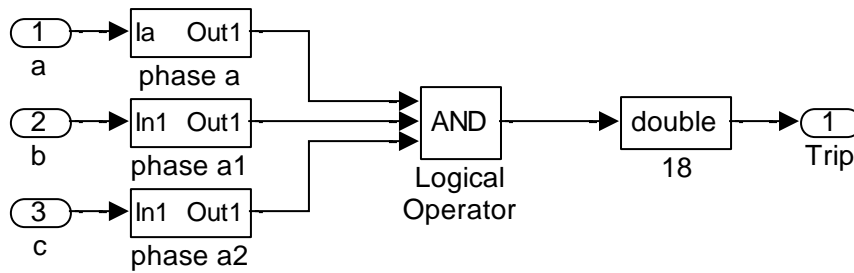 1
a
Ia Out1
phase a
2
b
In1 Out1
phase a1
3
c
In1 Out1
phase a2
AND
Logical
Operator
double
18
1
Trip